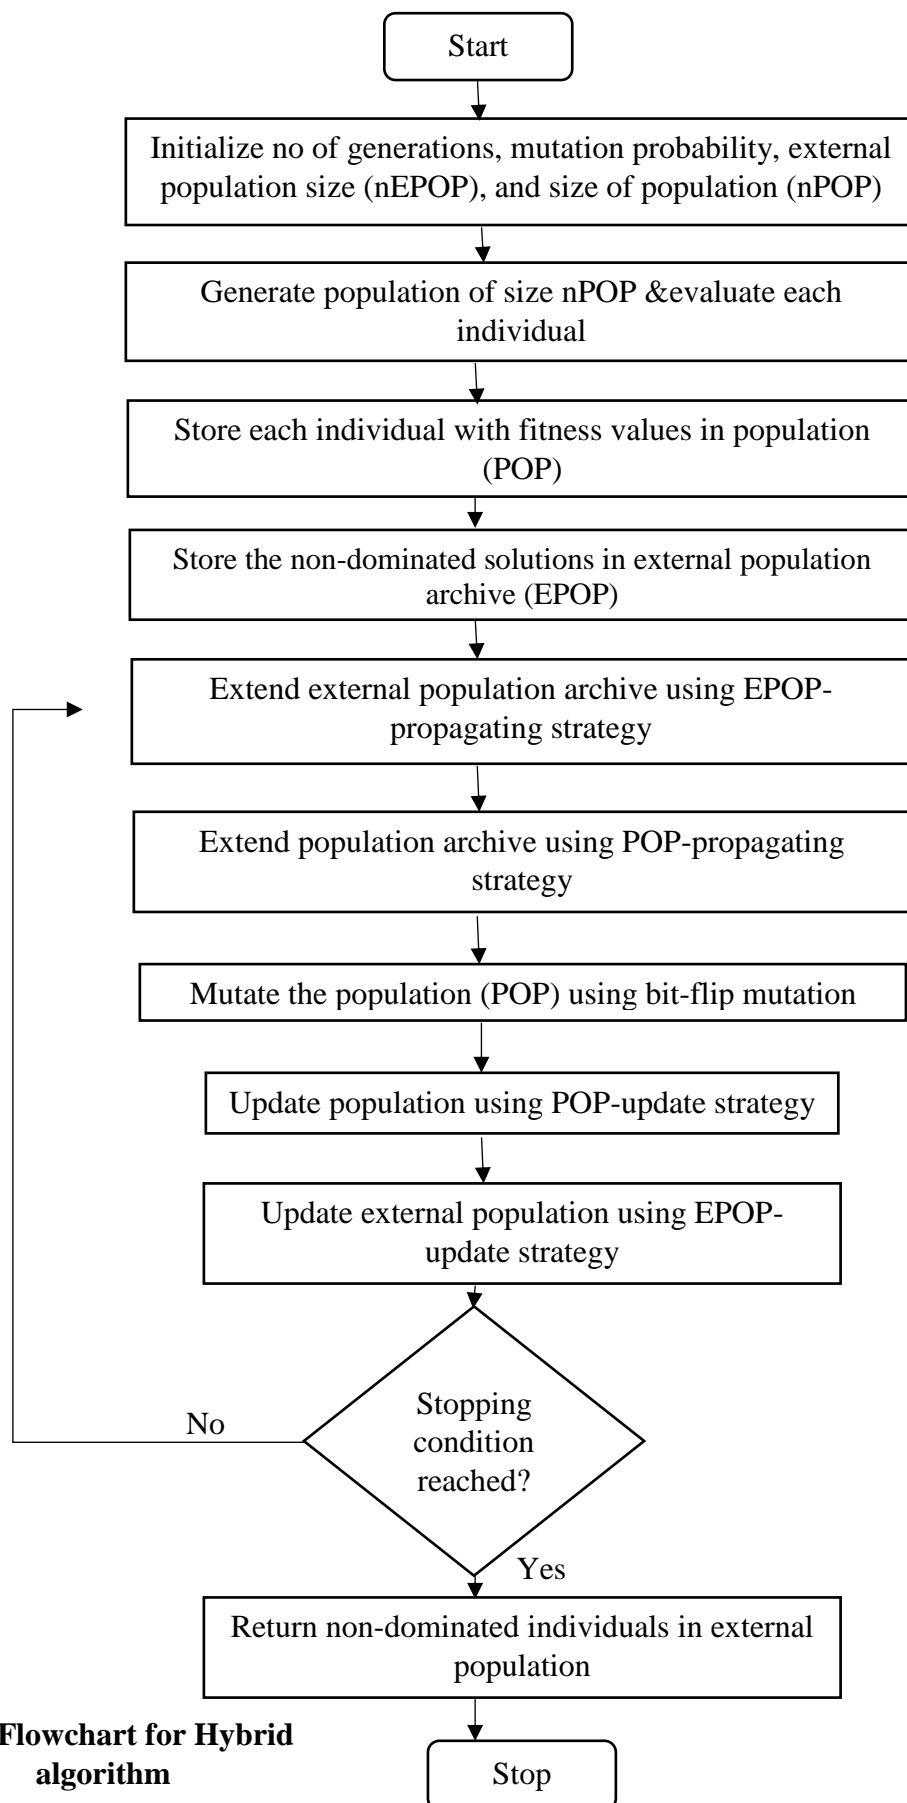 Start
Initialize no of generations, mutation probability, external
population size (nEPOP), and size of population (nPOP)
Generate population of size nPOP &evaluate each
individual
Store each individual with fitness values in population
(POP)
Store the non-dominated solutions in external population
archive (EPOP)
Extend external population archive using EPOP-
propagating strategy
Extend population archive using POP-propagating
strategy
Mutate the population (POP) using bit-flip mutation
Update population using POP-update strategy
Update external population using EPOP-
update strategy
Stopping
condition
reached?
No
Yes
Return non-dominated individuals in external
population
Flowchart for Hybrid
algorithm
Stop